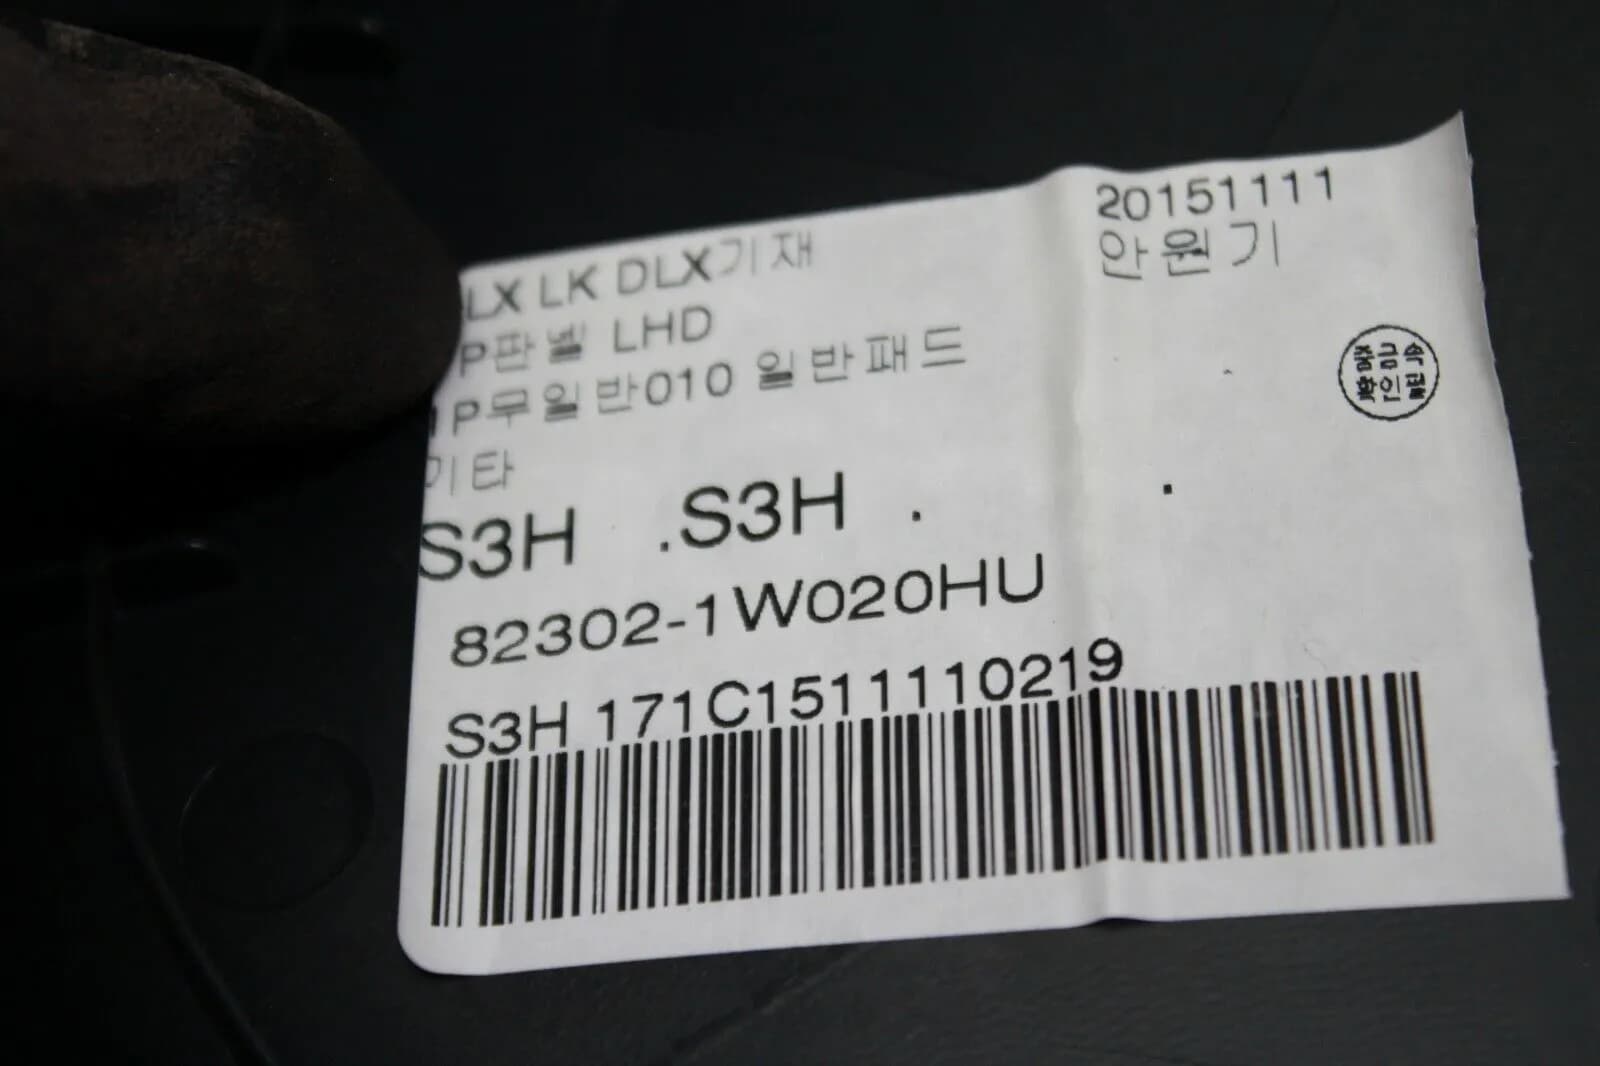 20151111
안원기
LX LK DLX기재
P판넬 LHD
P무일반010 일반패드
기타
S3H .S3H .
82302-1W020HU
S3H 171C1511110219